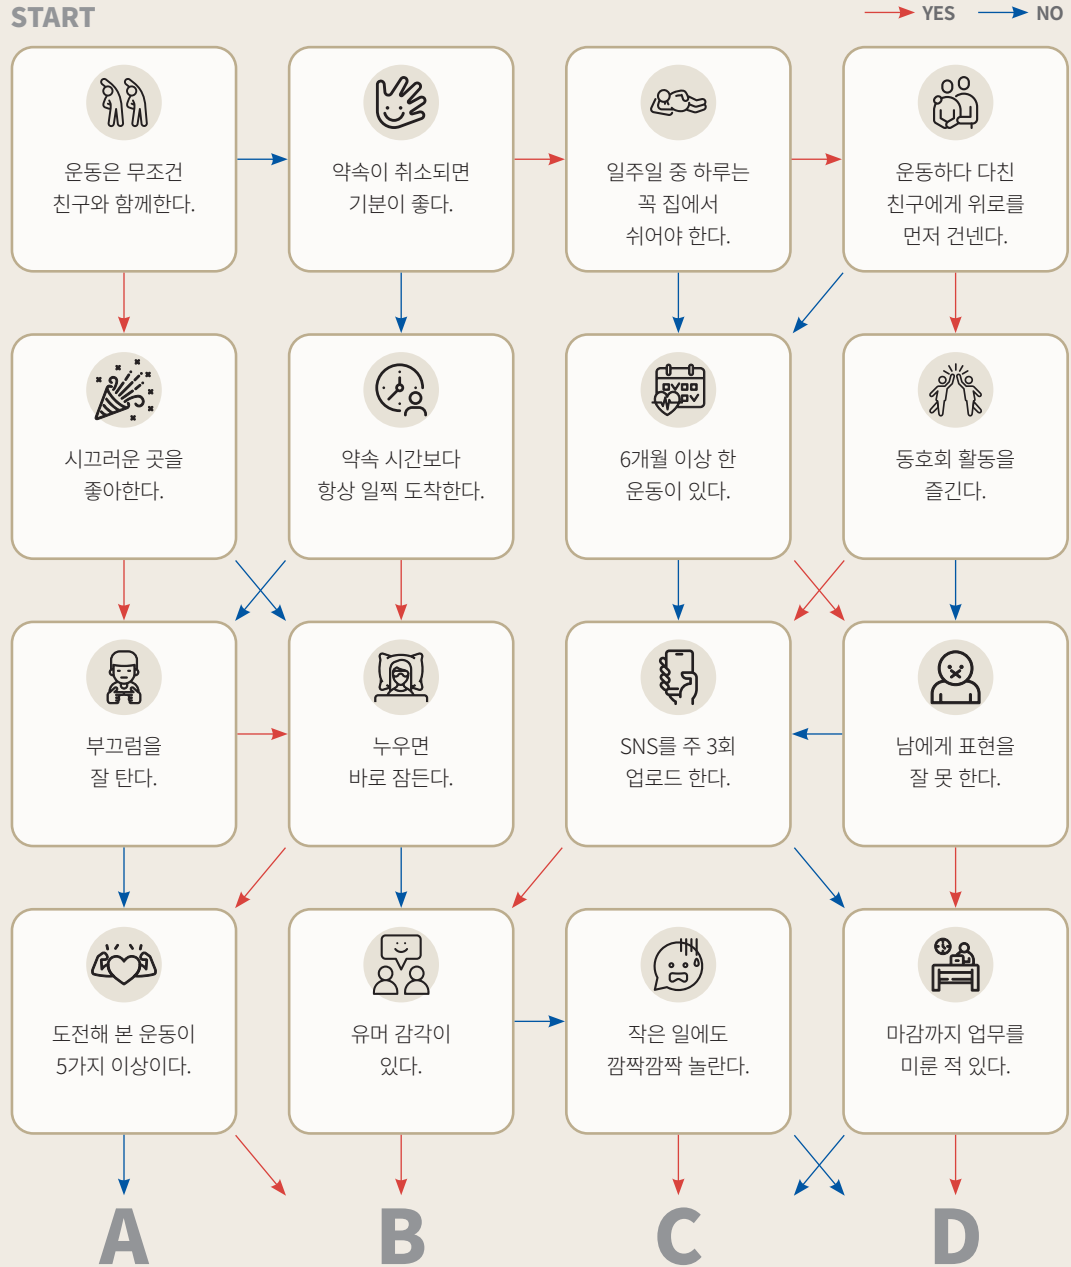 START
YES
NO
운동은 무조건
친구와 함께한다.
약속이 취소되면
기분이 좋다.
일주일 중 하루는
꼭 집에서
쉬어야 한다.
운동하다 다친
친구에게 위로를
먼저 건넨다.
시끄러운 곳을
좋아한다.
약속 시간보다
항상 일찍 도착한다.
6개월 이상 한
운동이 있다.
동호회 활동을
즐긴다.
부끄럼을
잘 탄다.
누우면
바로 잠든다.
SNS를 주 3회
업로드 한다.
남에게 표현을
잘 못 한다.
도전해 본 운동이
5가지 이상이다.
유머 감각이
있다.
작은 일에도
깜짝깜짝 놀란다.
마감까지 업무를
미룬 적 있다.
A
B
C
D